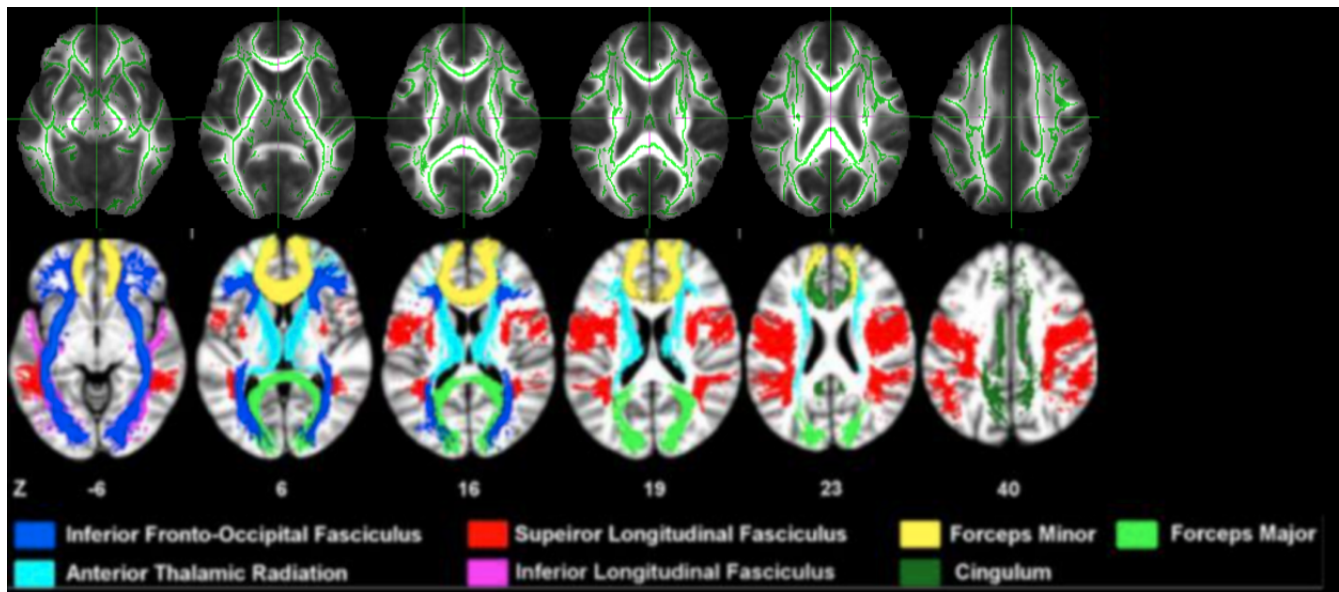 Z -6 6 16 19 23 40
Inferior Fronto-Occipital Fasciculus Supeiror Longitudinal Fasciculus Forceps Minor Forceps Major
Anterior Thalamic Radiation Inferior Longitudinal Fasciculus Cingulum